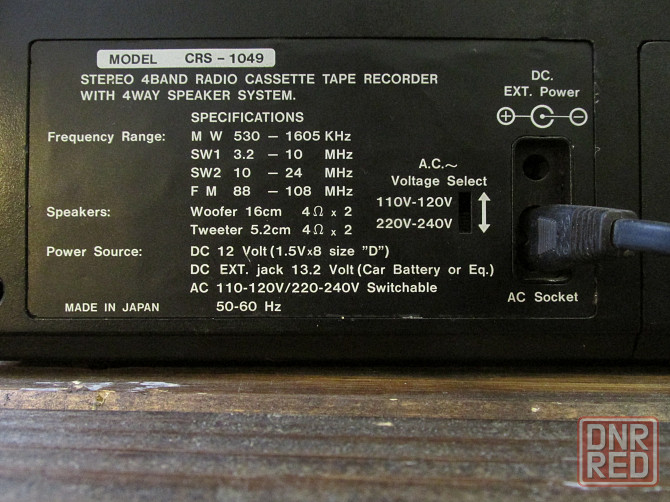 MODEL CRS - 1049
STEREO 4BAND RADIO CASSETTE TAPE RECORDER
WITH 4WAY SPEAKER SYSTEM.
SPECIFICATIONS
Frequency Range: M W 530 - 1605 KHz
SW1 3.2 - 10 MHz
SW2 10 - 24 MHz
F M 88 - 108 MHz
Speakers: Woofer 16cm 4Ω x 2
Tweeter 5.2cm 4Ω x 2
Power Source: DC 12 Volt (1.5Vx8 size "D")
DC EXT. jack 13.2 Volt (Car Battery or Eq.)
AC 110-120V/220-240V Switchable
MADE IN JAPAN 50-60 Hz
A.C.~
Voltage Select
110V-120V
220V-240V
DC.
EXT. Power
+ -
AC Socket
DNR
RED